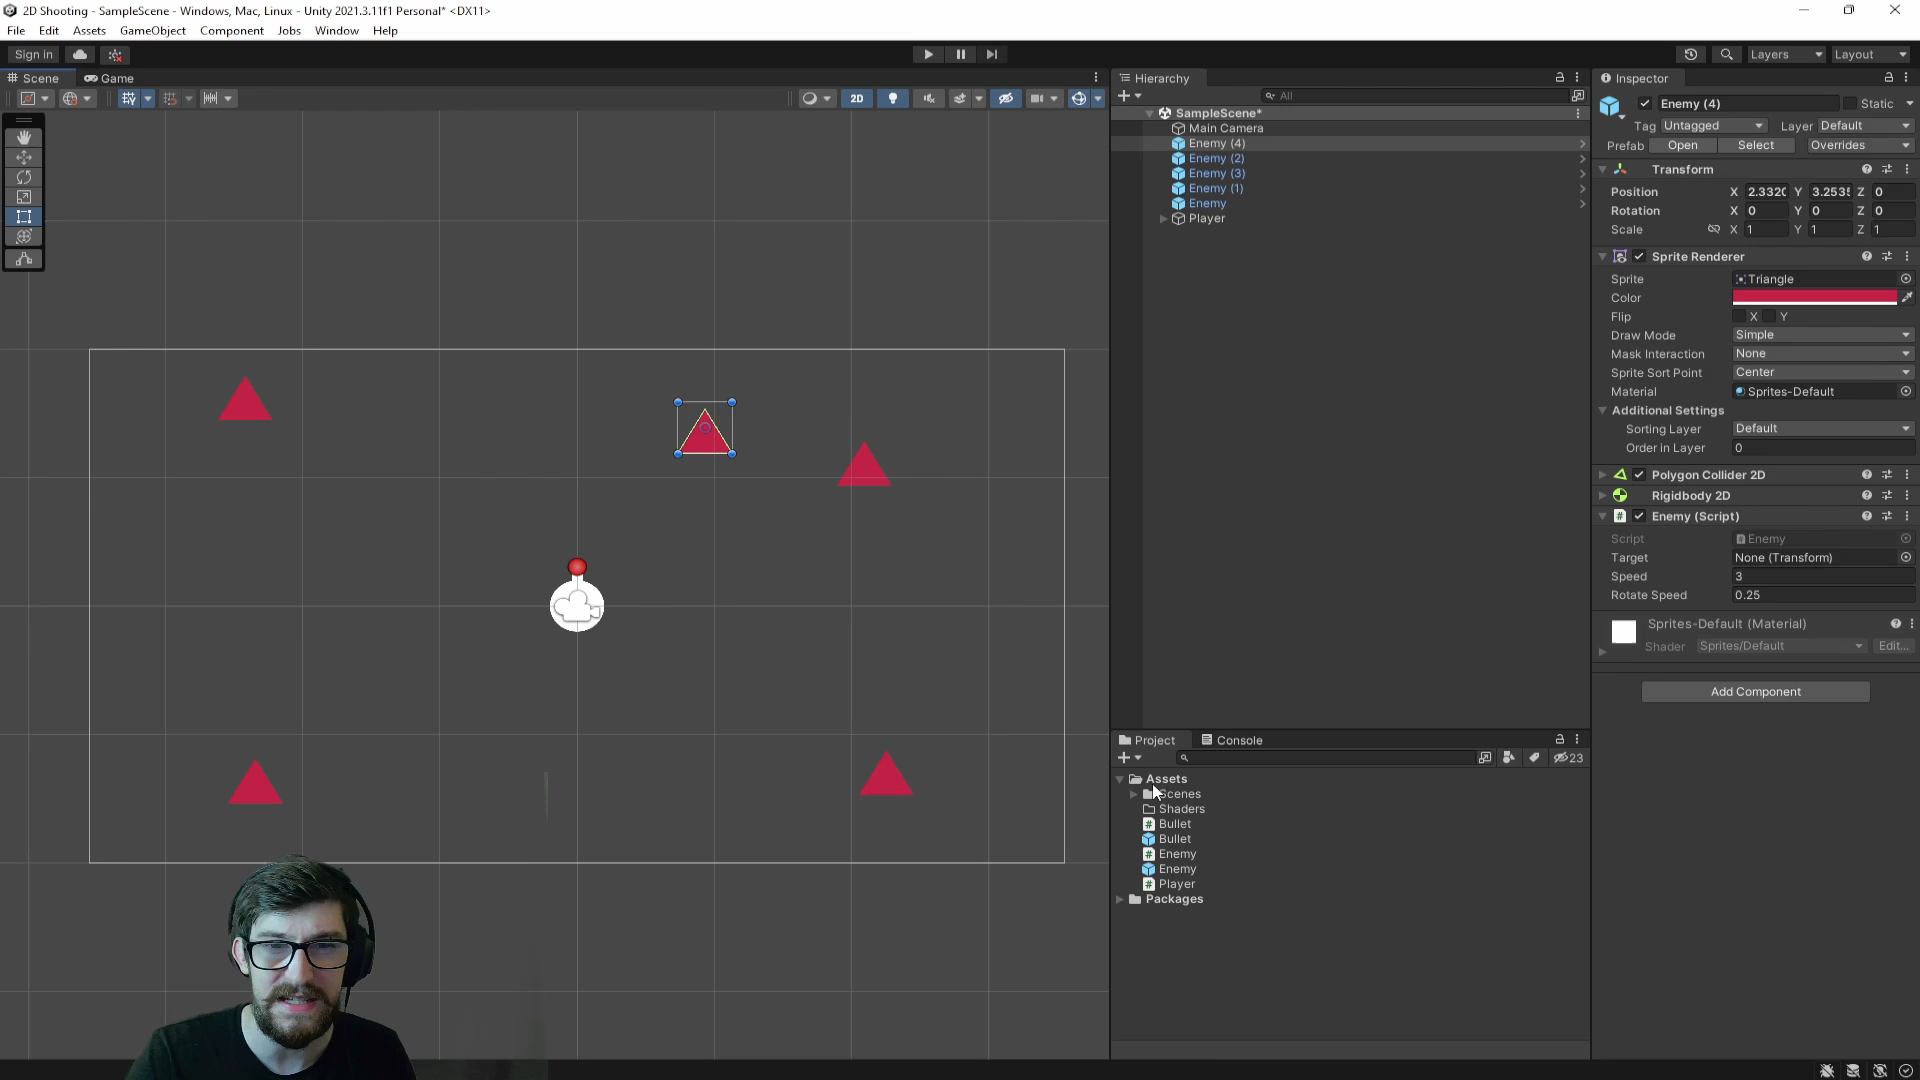 2D Shooting - SampleScene - Windows, Mac, Linux - Unity 2021.3.11f1 Personal* <DX11>
File Edit Assets GameObject Component Jobs Window Help
Sign in
Layers
Layout
Scene
Game
2D
Hierarchy
All
SampleScene*
Main Camera
Enemy (4)
Enemy (2)
Enemy (3)
Enemy (1)
Enemy
Player
Project
Console
23
Assets
Scenes
Shaders
Bullet
Bullet
Enemy
Enemy
Player
Packages
Inspector
Enemy (4)
Static
Tag Untagged Layer Default
Prefab Open Select Overrides
Transform
Position X 2.332 Y 3.253 Z 0
Rotation X 0 Y 0 Z 0
Scale X 1 Y 1 Z 1
Sprite Renderer
Sprite Triangle
Color
Flip X Y
Draw Mode Simple
Mask Interaction None
Sprite Sort Point Center
Material Sprites-Default
Additional Settings
Sorting Layer Default
Order in Layer 0
Polygon Collider 2D
Rigidbody 2D
Enemy (Script)
Script Enemy
Target None (Transform)
Speed 3
Rotate Speed 0.25
Sprites-Default (Material)
Shader Sprites/Default Edit...
Add Component